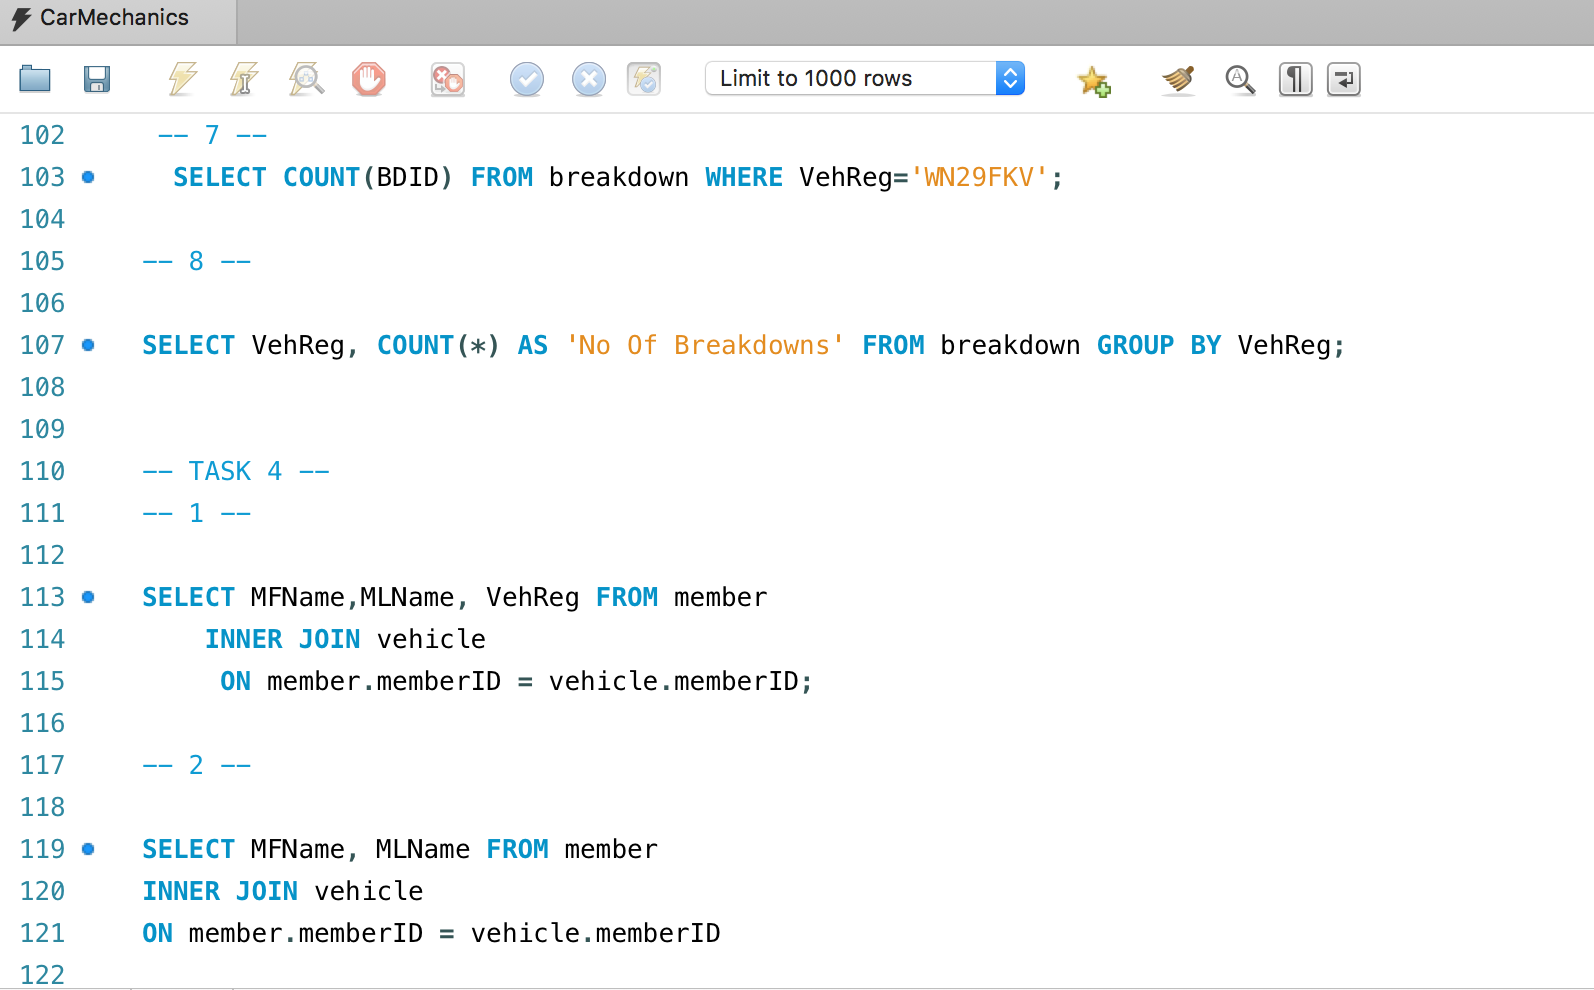 CarMechanics
Limit to 1000 rows
102 -- 7 --
103 SELECT COUNT(BDID) FROM breakdown WHERE VehReg='WN29FKV';
104
105 -- 8 --
106
107 SELECT VehReg, COUNT(*) AS 'No Of Breakdowns' FROM breakdown GROUP BY VehReg;
108
109
110 -- TASK 4 --
111 -- 1 --
112
113 SELECT MFName,MLName, VehReg FROM member
114 INNER JOIN vehicle
115 ON member.memberID = vehicle.memberID;
116
117 -- 2 --
118
119 SELECT MFName, MLName FROM member
120 INNER JOIN vehicle
121 ON member.memberID = vehicle.memberID
122